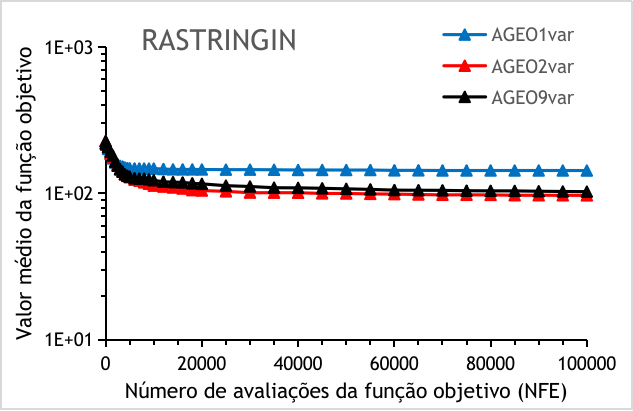 RASTRINGIN
AGEO1var
AGEO2var
AGEO9var
Valor médio da função objetivo
1E+03
1E+02
1E+01
0 20000 40000 60000 80000 100000
Número de avaliações da função objetivo (NFE)